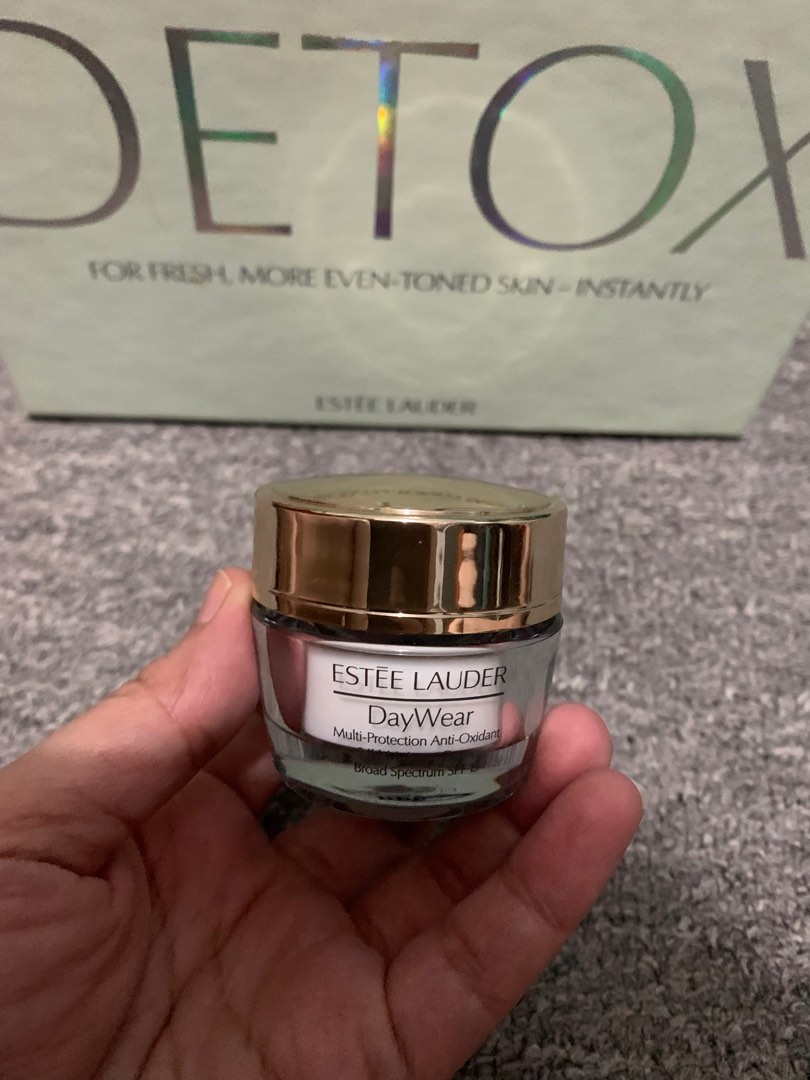 DETOX
FOR FRESH, MORE EVEN-TONED SKIN – INSTANTLY
ESTĒE LAUDER
ESTĒE LAUDER
DayWear
Multi-Protection Anti-Oxidant
Broad Spectrum SPF